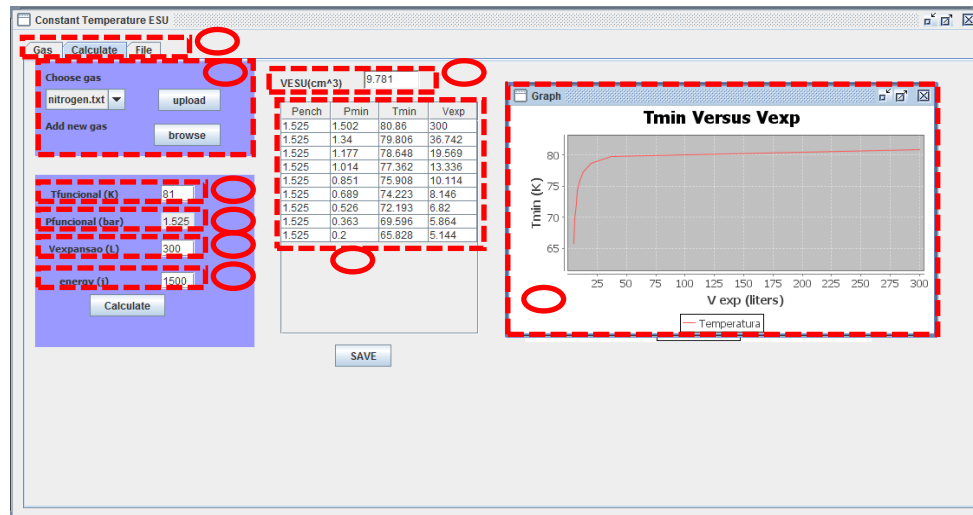 Constant Temperature ESU
Gas Calculate File
Choose gas
nitrogen.txt upload
Add new gas
browse
Tfuncional (K) 81
Pfuncional (bar) 1.525
Vexpansao (L) 300
energy (j) 1500
Calculate
VESU(cm^3) 9.781
Pench Pmin Tmin Vexp
1.525 1.502 80.86 300
1.525 1.34 79.806 36.742
1.525 1.177 78.648 19.569
1.525 1.014 77.362 13.336
1.525 0.851 75.908 10.114
1.525 0.689 74.223 8.146
1.525 0.526 72.193 6.82
1.525 0.363 69.596 5.864
1.525 0.2 65.828 5.144
SAVE
Graph
Tmin Versus Vexp
Tmin (K)
80
75
70
65
25 50 75 100 125 150 175 200 225 250 275 300
V exp (liters)
Temperatura